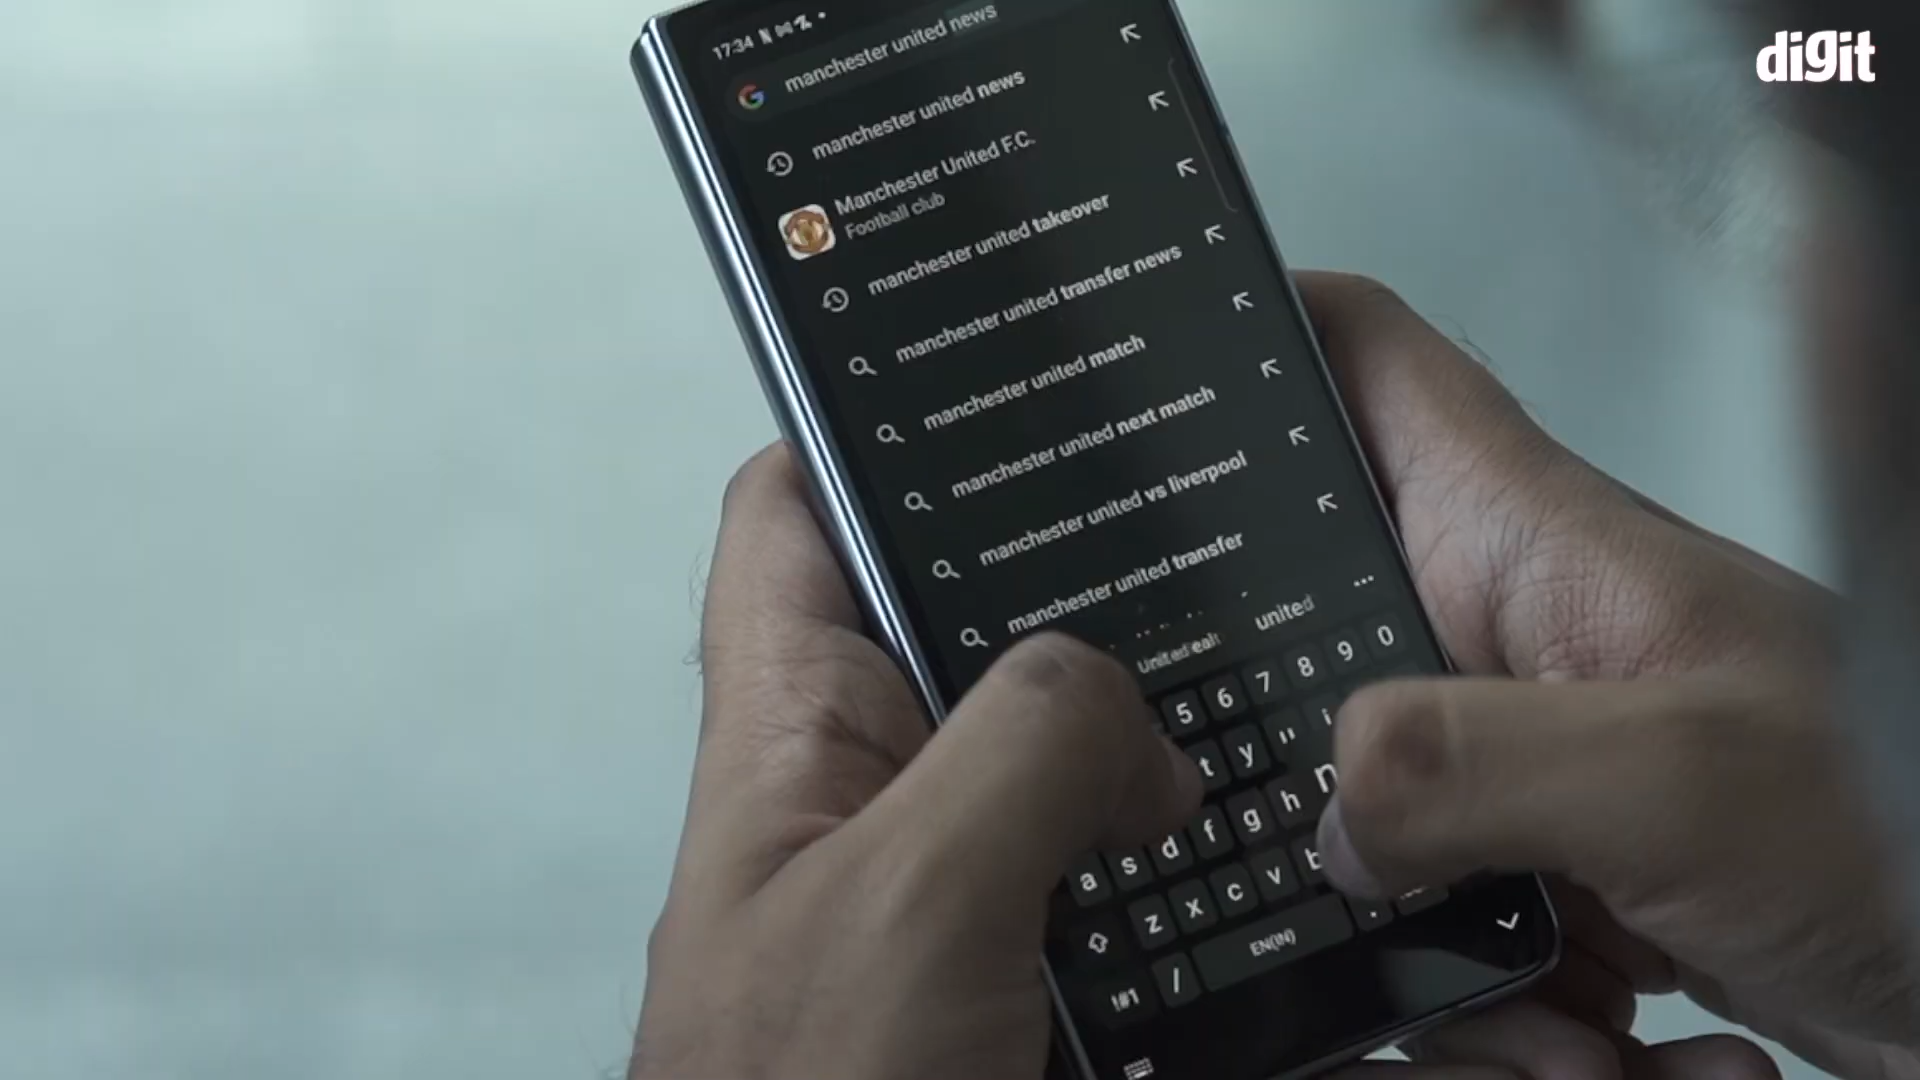 digit
17:34
manchester united news
manchester united news
Manchester United F.C.
Football club
manchester united takeover
manchester united transfer news
manchester united match
manchester united next match
manchester united vs liverpool
manchester united transfer
united
5 6 7 8 9 0
t y i
a s d f g h
z x c v b
!#1 / EN(IN) .